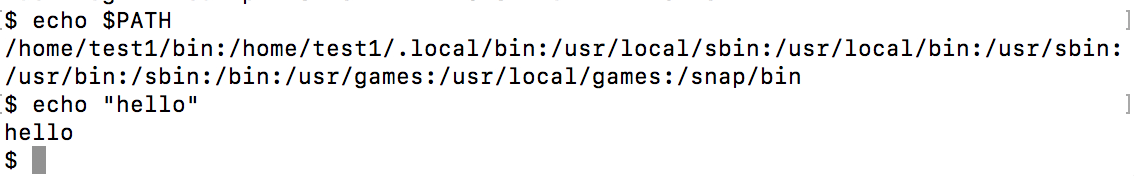 $ echo $PATH
/home/test1/bin:/home/test1/.local/bin:/usr/local/sbin:/usr/local/bin:/usr/sbin:
/usr/bin:/sbin:/bin:/usr/games:/usr/local/games:/snap/bin
$ echo "hello"
hello
$